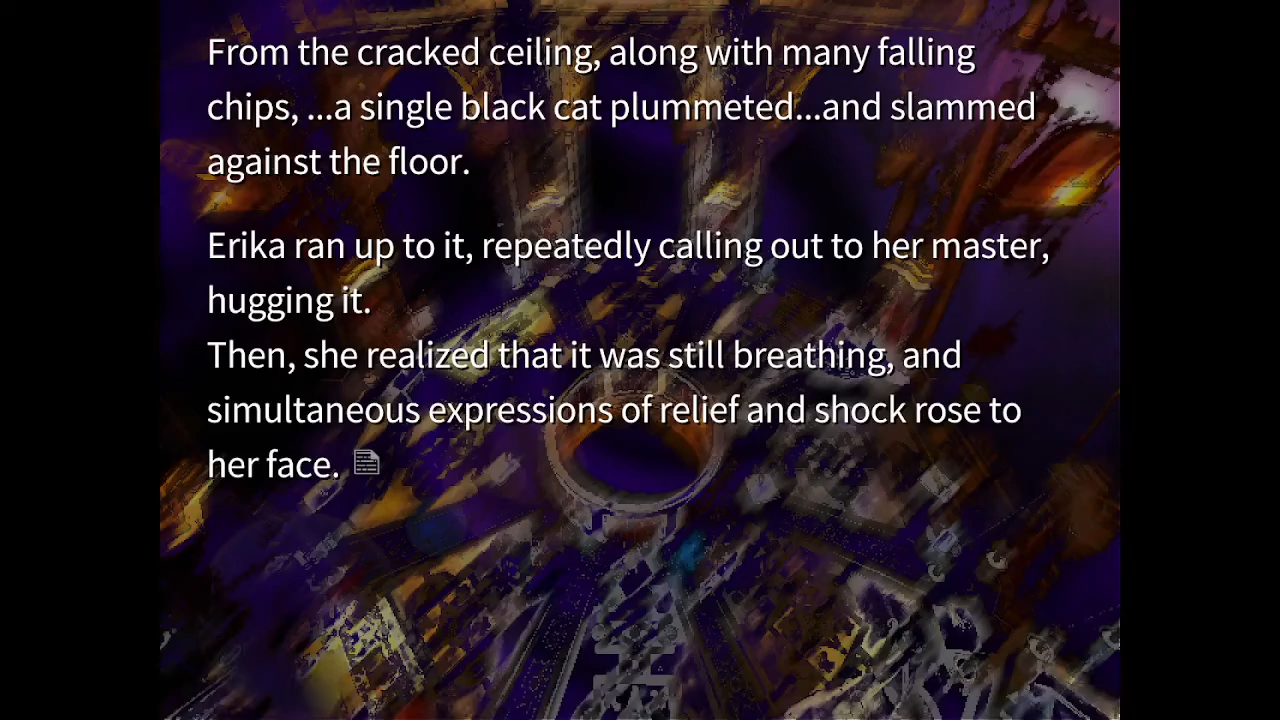 From the cracked ceiling, along with many falling
chips, ...a single black cat plummeted...and slammed
against the floor.
Erika ran up to it, repeatedly calling out to her master,
hugging it.
Then, she realized that it was still breathing, and
simultaneous expressions of relief and shock rose to
her face.